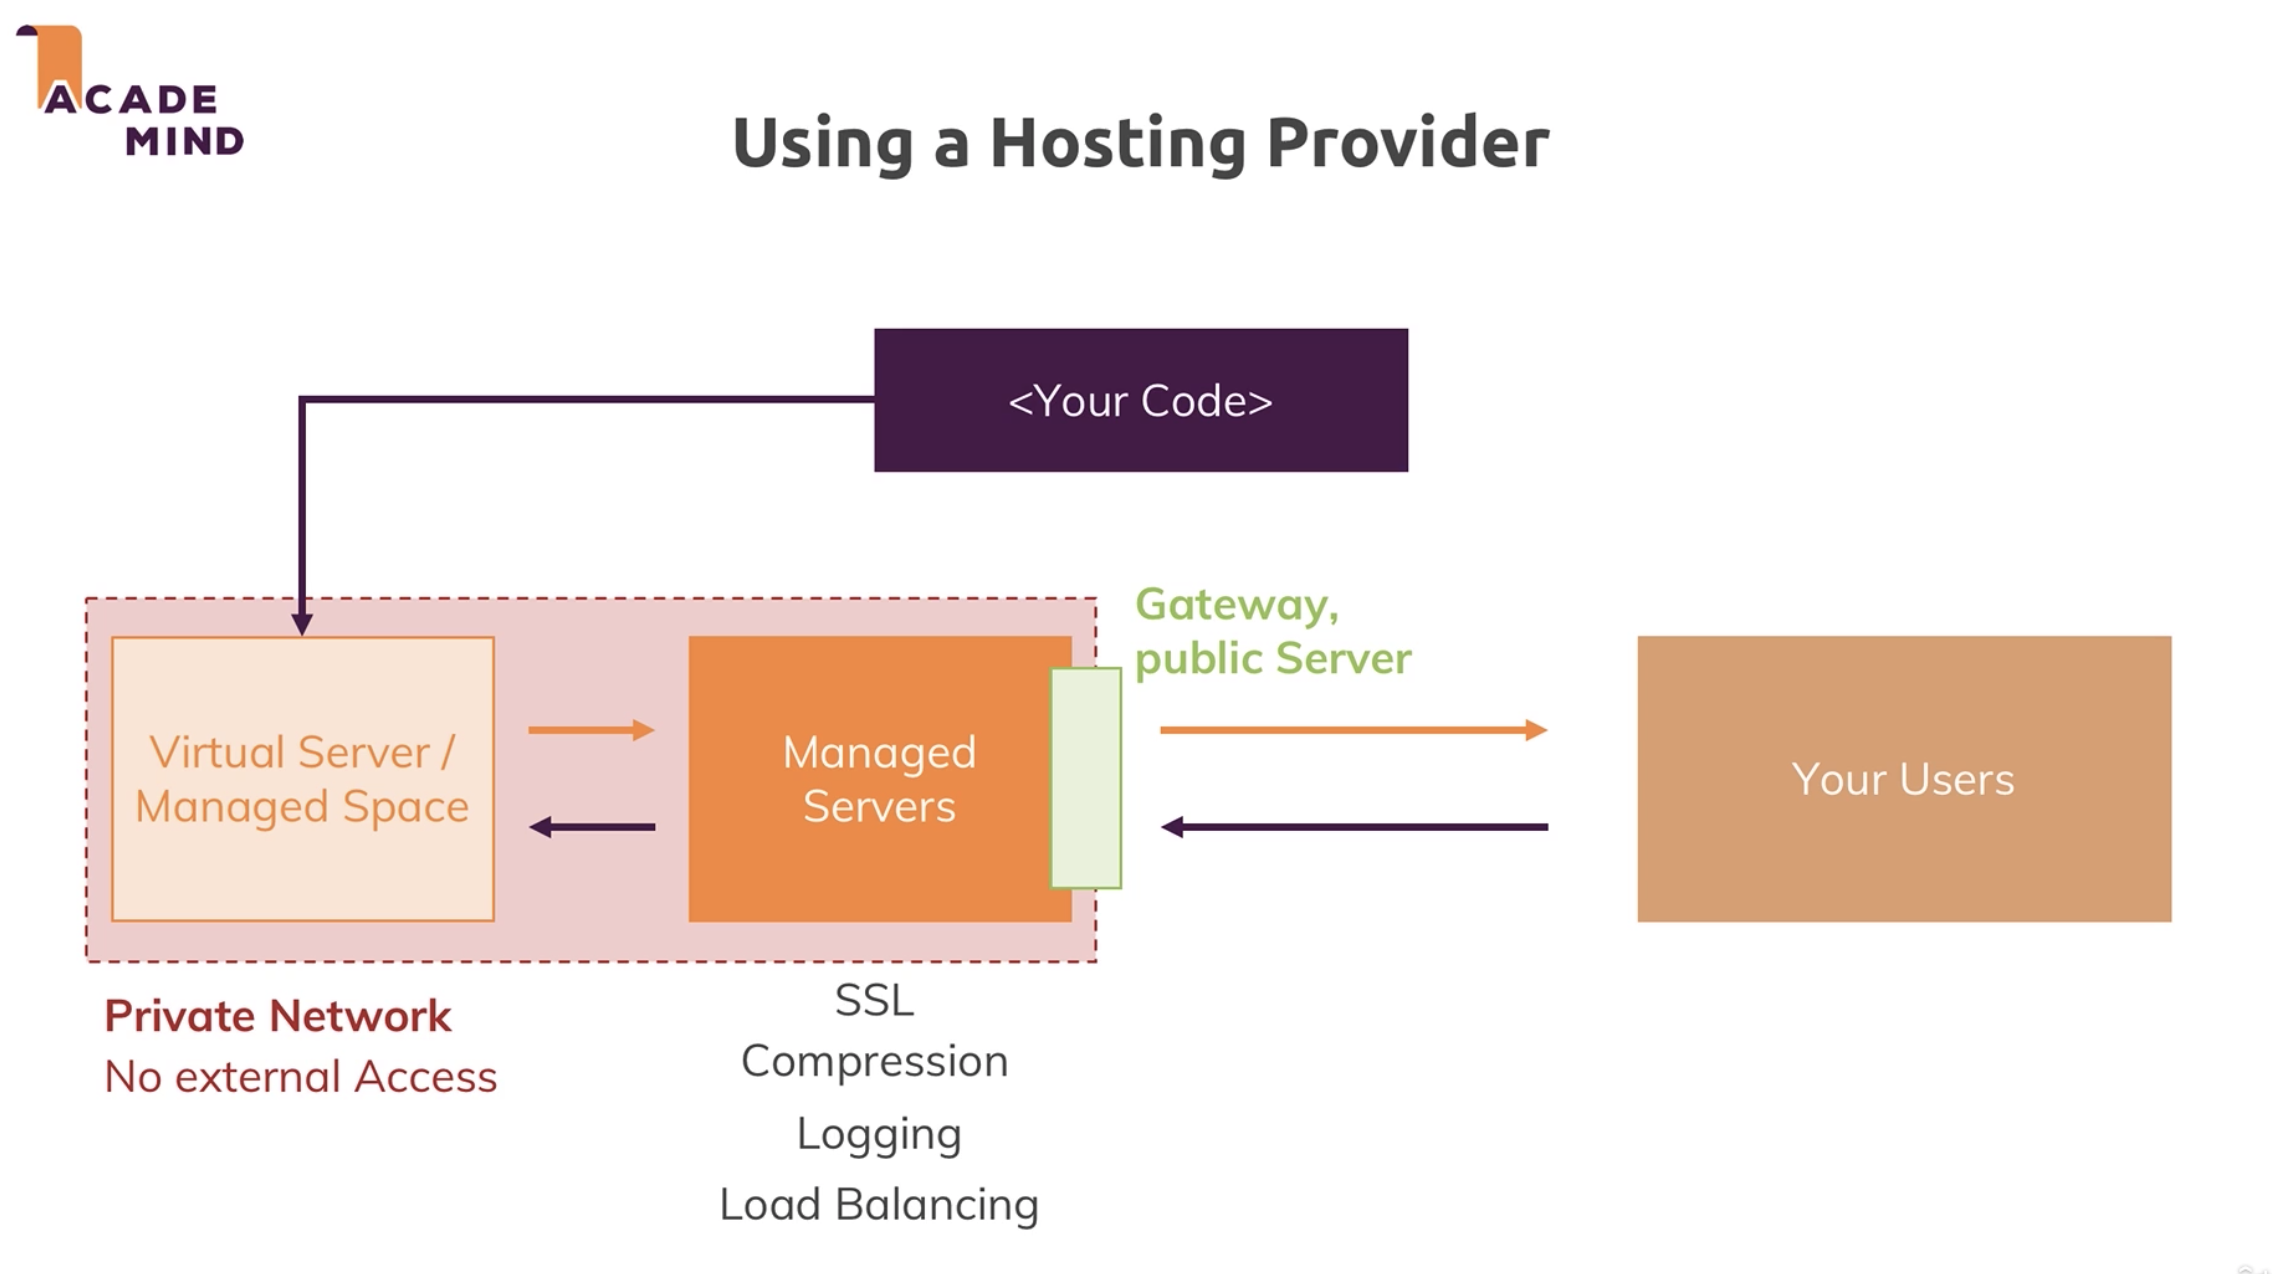 ACADE
MIND
Using a Hosting Provider
<Your Code>
Gateway,
public Server
Virtual Server /
Managed Space
Managed
Servers
Your Users
Private Network
No external Access
SSL
Compression
Logging
Load Balancing